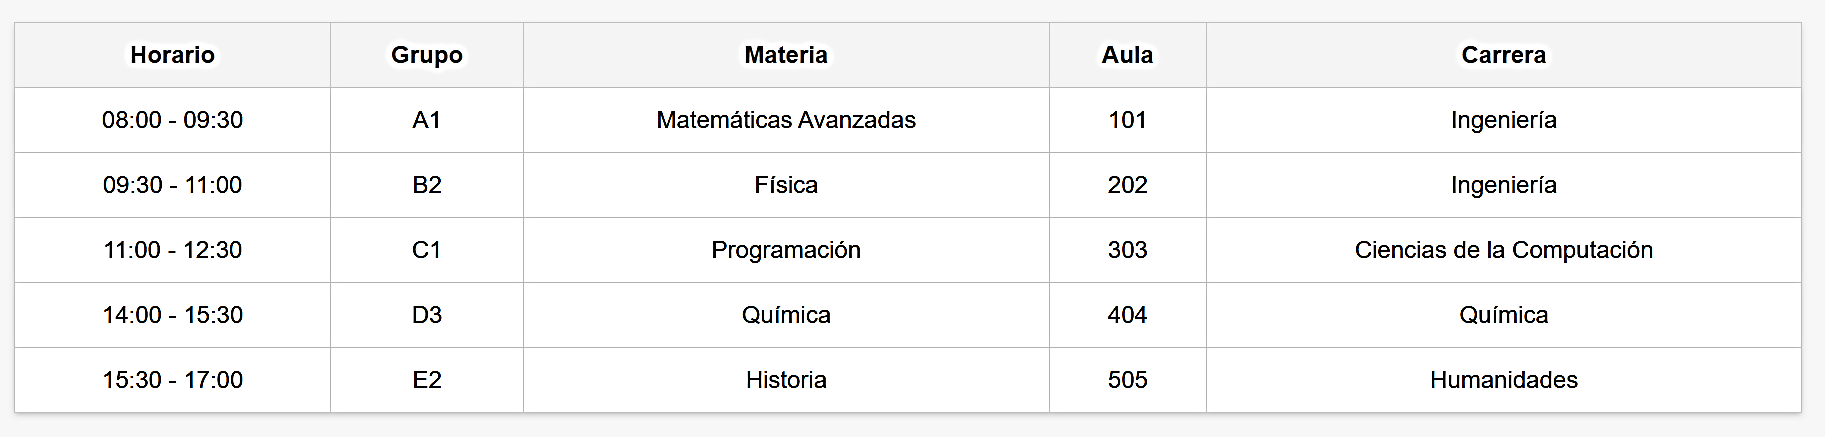 Horario Grupo Materia Aula Carrera
08:00 - 09:30 A1 Matemáticas Avanzadas 101 Ingeniería
09:30 - 11:00 B2 Física 202 Ingeniería
11:00 - 12:30 C1 Programación 303 Ciencias de la Computación
14:00 - 15:30 D3 Química 404 Química
15:30 - 17:00 E2 Historia 505 Humanidades